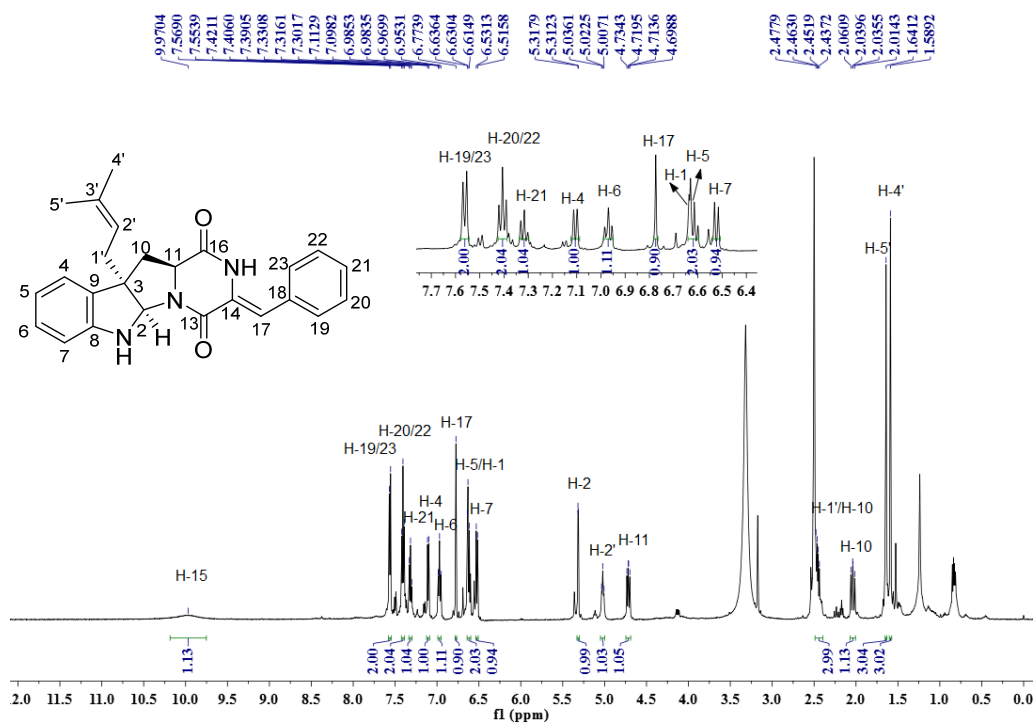 9.9704 7.5690 7.5539 7.4211 7.4060 7.3905 7.3308 7.3161 7.3017 7.1129 7.0982 6.9853 6.9835 6.9699 6.9531 6.7739 6.6364 6.6304 6.6149 6.5313 6.5158 5.3179 5.3123 5.0361 5.0225 5.0071 4.7343 4.7195 4.7136 4.6988 2.4779 2.4630 2.4519 2.4372 2.0609 2.0396 2.0355 2.0143 1.6412 1.5892
H-20/22 H-17
H-19/23 H-1 H-5
H-21 H-4 H-6 H-7
2.00 2.04 1.04 1.00 1.11 0.90 2.03 0.94
7.7 7.6 7.5 7.4 7.3 7.2 7.1 7.0 6.9 6.8 6.7 6.6 6.5 6.4
4'
5' 3'
2'
1' 10 11 O 16 NH 22
4 9 3 23 21
5 18 20
6 8 2 N 13 14 17 19
7 N H H O
H-4'
H-5'
H-17
H-20/22
H-19/23
H-5/H-1
H-4
H-21 H-6 H-7
H-2
H-2' H-11
H-1'/H-10
H-10
H-15
1.13 2.00 2.04 1.04 1.00 1.11 0.90 2.03 0.94 0.99 1.03 1.05 2.99 1.13 3.04 3.02
12.0 11.5 11.0 10.5 10.0 9.5 9.0 8.5 8.0 7.5 7.0 6.5 6.0 5.5 5.0 4.5 4.0 3.5 3.0 2.5 2.0 1.5 1.0 0.5 0.0
f1 (ppm)